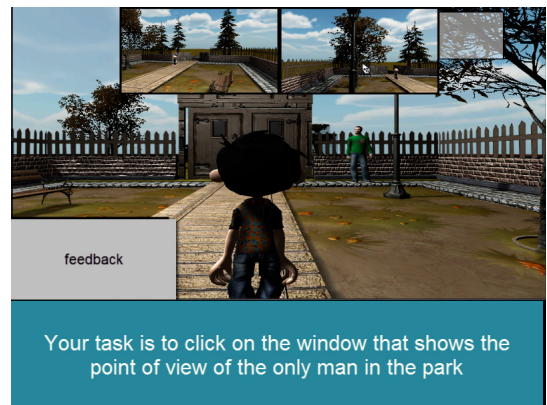 feedback
Your task is to click on the window that shows the
point of view of the only man in the park